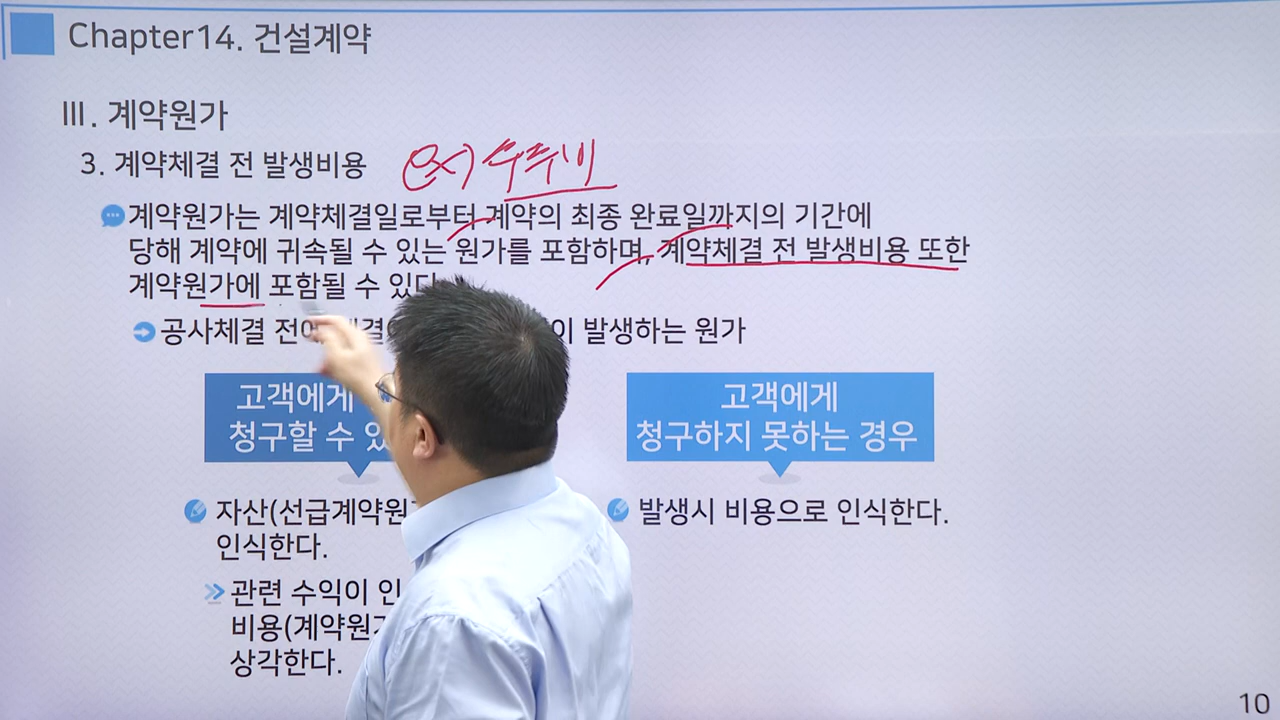 Chapter14. 건설계약
Ⅲ. 계약원가
3. 계약체결 전 발생비용
예) 수주비
계약원가는 계약체결일로부터 계약의 최종 완료일까지의 기간에
당해 계약에 귀속될 수 있는 원가를 포함하며, 계약체결 전 발생비용 또한
계약원가에 포함될 수 있다
공사체결 전에 발생하는 원가
고객에게
청구할 수
고객에게
청구하지 못하는 경우
자산(선급계약원
인식한다.
발생시 비용으로 인식한다.
관련 수익이
비용(계약원
상각한다.
10